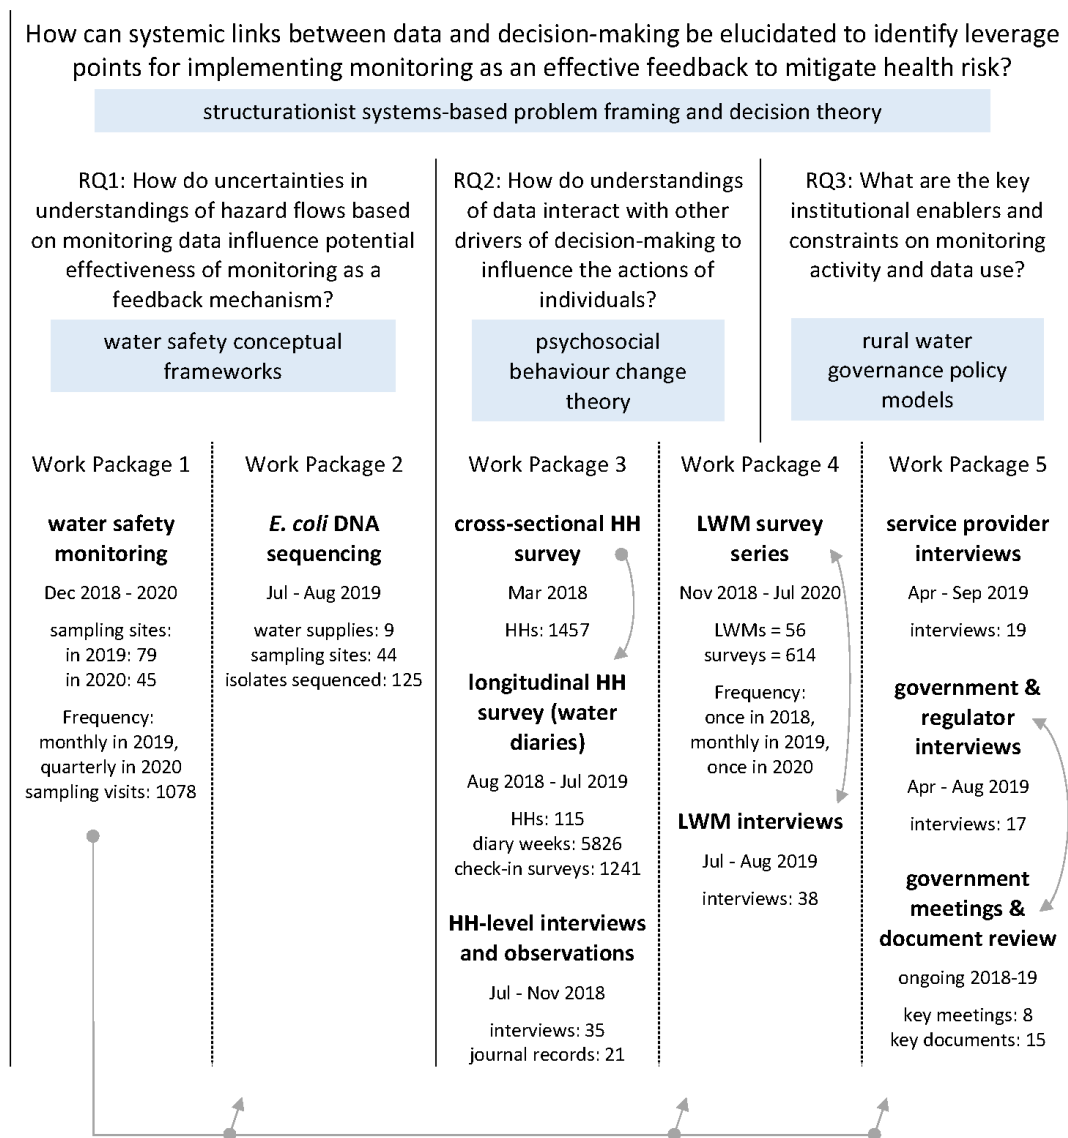 How can systemic links between data and decision-making be elucidated to identify leverage
points for implementing monitoring as an effective feedback to mitigate health risk?
structurationist systems-based problem framing and decision theory
RQ1: How do uncertainties in
understandings of hazard flows based
on monitoring data influence potential
effectiveness of monitoring as a
feedback mechanism?
water safety conceptual
frameworks
RQ2: How do understandings
of data interact with other
drivers of decision-making to
influence the actions of
individuals?
psychosocial
behaviour change
theory
RQ3: What are the key
institutional enablers and
constraints on monitoring
activity and data use?
rural water
governance policy
models
Work Package 1
water safety
monitoring
Dec 2018 - 2020
sampling sites:
in 2019: 79
in 2020: 45
Frequency:
monthly in 2019,
quarterly in 2020
sampling visits: 1078
Work Package 2
E. coli DNA
sequencing
Jul - Aug 2019
water supplies: 9
sampling sites: 44
isolates sequenced: 125
Work Package 3
cross-sectional HH
survey
Mar 2018
HHs: 1457
longitudinal HH
survey (water
diaries)
Aug 2018 - Jul 2019
HHs: 115
diary weeks: 5826
check-in surveys: 1241
HH-level interviews
and observations
Jul - Nov 2018
interviews: 35
journal records: 21
Work Package 4
LWM survey
series
Nov 2018 - Jul 2020
LWMs = 56
surveys = 614
Frequency:
once in 2018,
monthly in 2019,
once in 2020
LWM interviews
Jul - Aug 2019
interviews: 38
Work Package 5
service provider
interviews
Apr - Sep 2019
interviews: 19
government &
regulator
interviews
Apr - Aug 2019
interviews: 17
government
meetings &
document review
ongoing 2018-19
key meetings: 8
key documents: 15